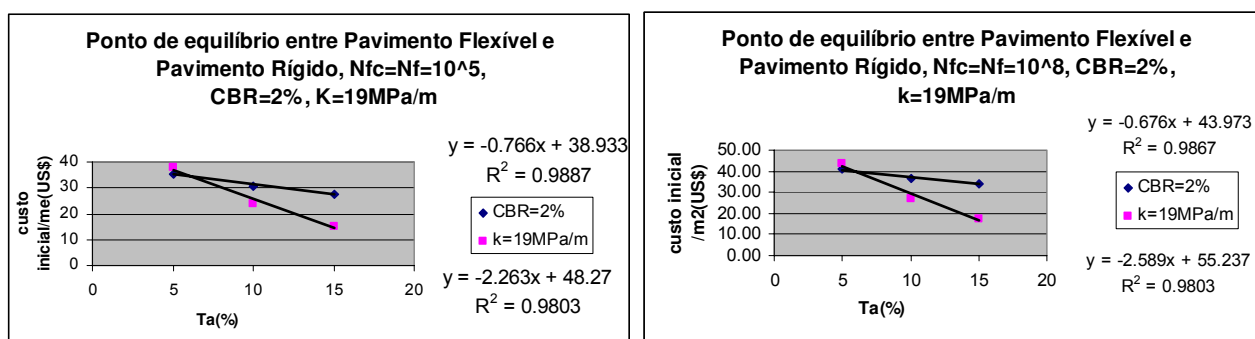 Ponto de equilíbrio entre Pavimento Flexível e
Pavimento Rígido, Nfc=Nf=10^5,
CBR=2%, K=19MPa/m
custo
inicial/me(US$)
40
30
20
10
0
0
5
10
15
20
Ta(%)
y = -0.766x + 38.933
R² = 0.9887
CBR=2%
k=19MPa/m
y = -2.263x + 48.27
R² = 0.9803
Ponto de equilíbrio entre Pavimento Flexível e
Pavimento Rígido, Nfc=Nf=10^8, CBR=2%,
k=19MPa/m
custo inicial
/m2(US$)
50.00
40.00
30.00
20.00
10.00
0.00
0
5
10
15
20
Ta(%)
y = -0.676x + 43.973
R² = 0.9867
CBR=2%
k=19MPa/m
y = -2.589x + 55.237
R² = 0.9803